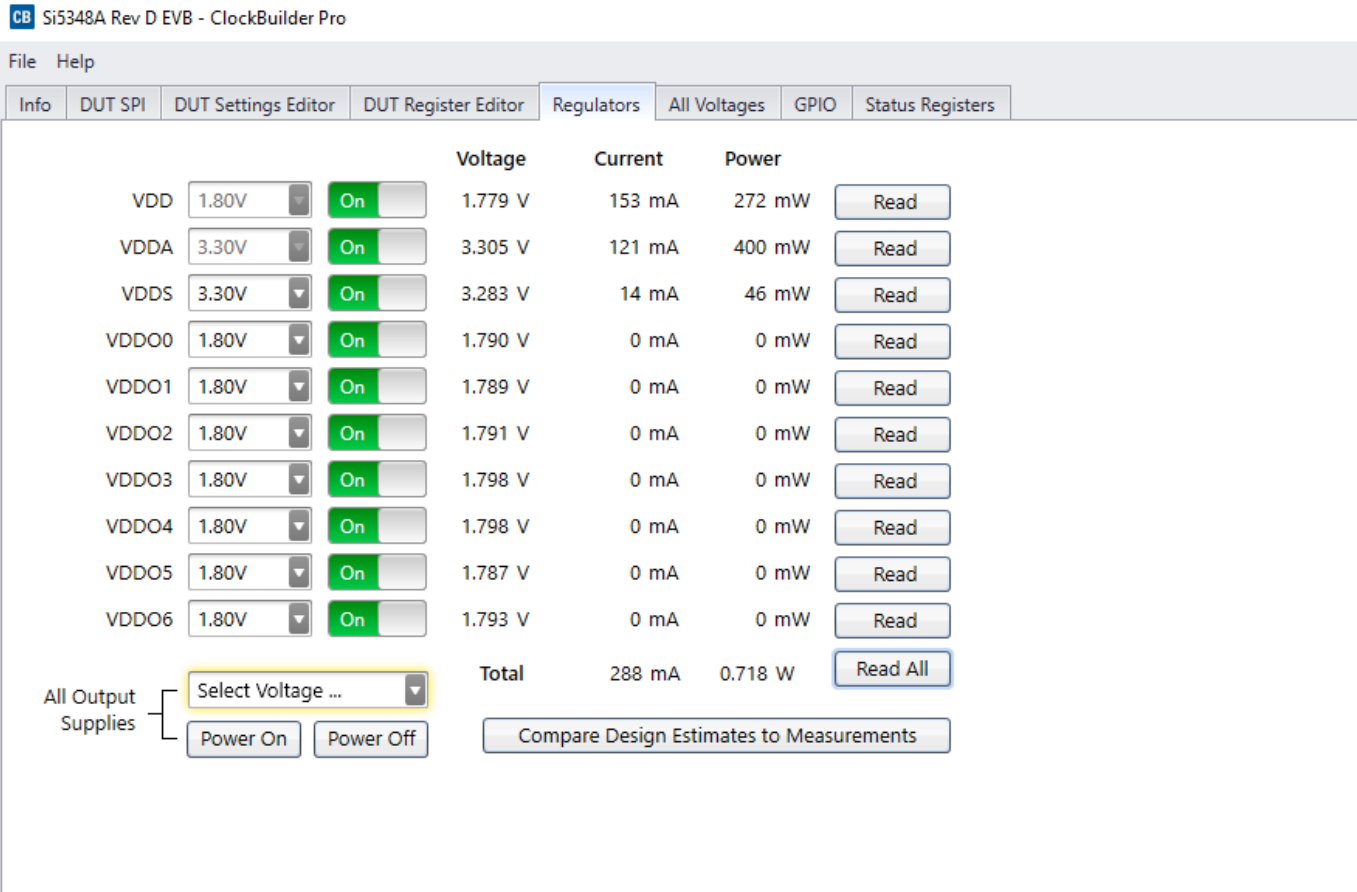 CB Si5348A Rev D EVB - ClockBuilder Pro
File Help
Info DUT SPI DUT Settings Editor DUT Register Editor Regulators All Voltages GPIO Status Registers
Voltage Current Power
VDD 1.80V On 1.779 V 153 mA 272 mW Read
VDDA 3.30V On 3.305 V 121 mA 400 mW Read
VDDS 3.30V On 3.283 V 14 mA 46 mW Read
VDDO0 1.80V On 1.790 V 0 mA 0 mW Read
VDDO1 1.80V On 1.789 V 0 mA 0 mW Read
VDDO2 1.80V On 1.791 V 0 mA 0 mW Read
VDDO3 1.80V On 1.798 V 0 mA 0 mW Read
VDDO4 1.80V On 1.798 V 0 mA 0 mW Read
VDDO5 1.80V On 1.787 V 0 mA 0 mW Read
VDDO6 1.80V On 1.793 V 0 mA 0 mW Read
Total 288 mA 0.718 W Read All
All Output Supplies
Select Voltage ...
Power On Power Off
Compare Design Estimates to Measurements